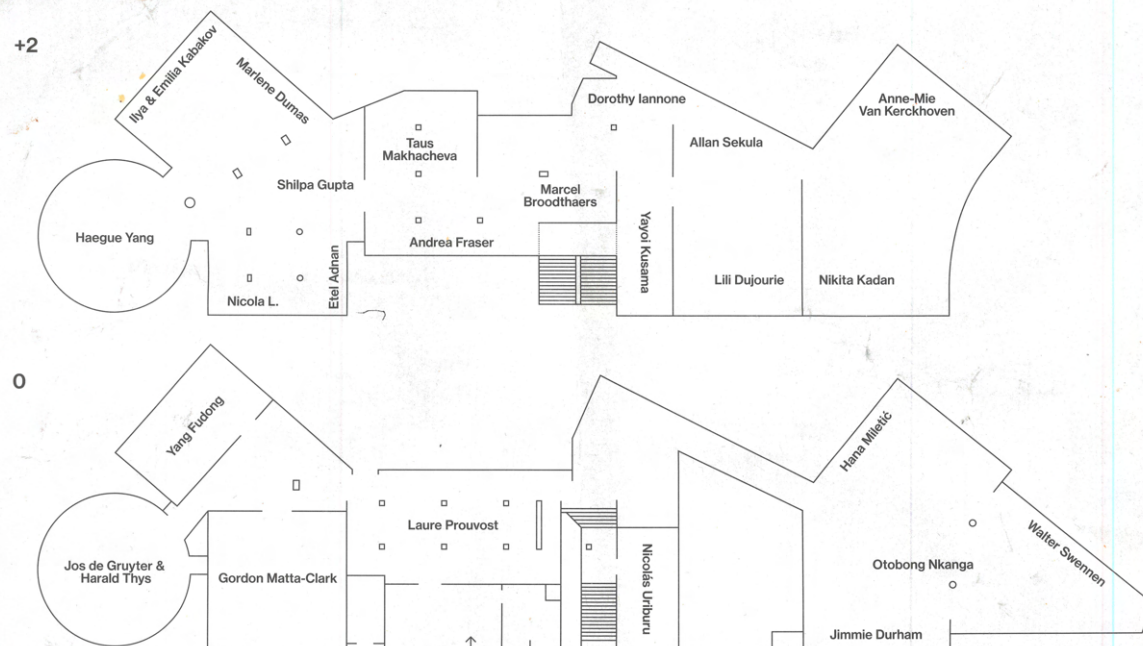 +2
Ilya & Emilia Kabakov
Marlene Dumas
Dorothy Iannone
Anne-Mie
Van Kerckhoven
Taus
Makhacheva
Allan Sekula
Shilpa Gupta
Marcel
Broodthaers
Haegue Yang
Andrea Fraser
Etel Adnan
Yayoi Kusama
Nicola L.
Lili Dujourie
Nikita Kadan
0
Yang Fudong
Hana Miletić
Laure Prouvost
Walter Swennen
Jos de Gruyter &
Harald Thys
Gordon Matta-Clark
Nicolás Uriburu
Otobong Nkanga
Jimmie Durham